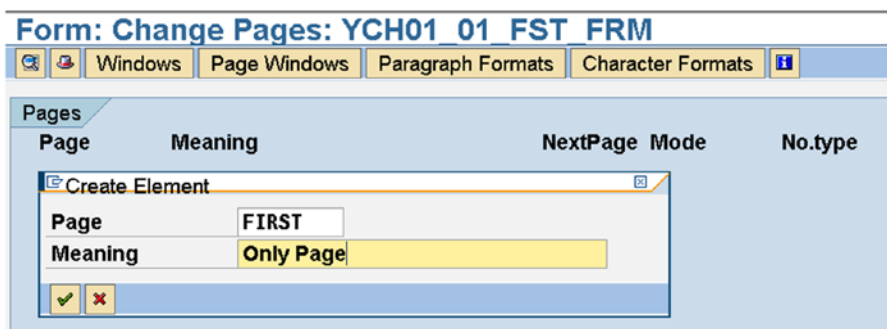 Form: Change Pages: YCH01_01_FST_FRM
Windows Page Windows Paragraph Formats Character Formats
Pages
Page Meaning NextPage Mode No.type
Create Element
Page FIRST
Meaning Only Page